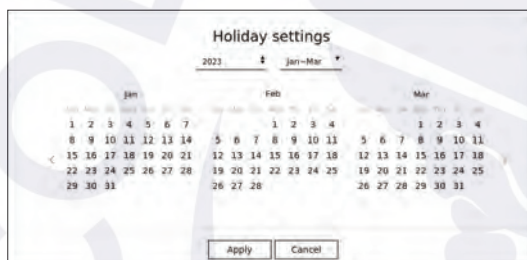 Holiday settings
2023 Jan~Mar
Jan Feb Mar
1 2 3 4 5 6 7 1 2 3 4 1 2 3 4
8 9 10 11 12 13 14 5 6 7 8 9 10 11 5 6 7 8 9 10 11
15 16 17 18 19 20 21 12 13 14 15 16 17 18 12 13 14 15 16 17 18
22 23 24 25 26 27 28 19 20 21 22 23 24 25 19 20 21 22 23 24 25
29 30 31 26 27 28 26 27 28 29 30 31
Apply Cancel